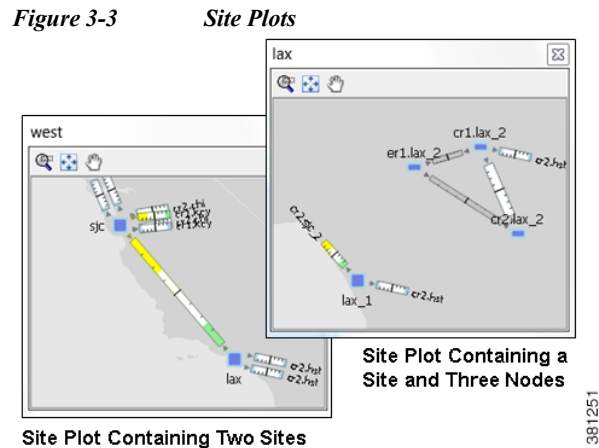 Figure 3-3 Site Plots
lax
west
cr1.lax_2
er1.lax_2
cr2.hst
cr2.lax_2
cr2.sjc_2
lax_1
cr2.hst
cr2.chi
cr1.kcy
sjc
lax
cr2.hst
cr2.hst
Site Plot Containing a
Site and Three Nodes
Site Plot Containing Two Sites
381251